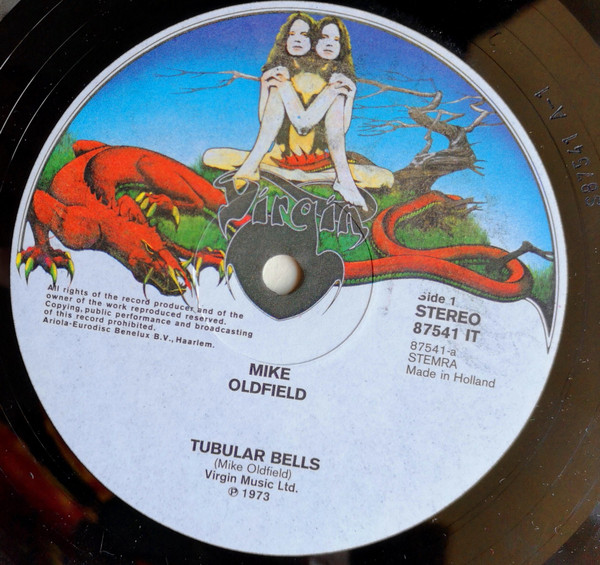 Virgin
All rights of the record producer and of the
owner of the work reproduced reserved.
Copying, public performance and broadcasting
of this record prohibited.
Ariola-Eurodisc Benelux B.V., Haarlem.
Side 1
STEREO
87541 IT
87541-a
STEMRA
Made in Holland
MIKE
OLDFIELD
TUBULAR BELLS
(Mike Oldfield)
Virgin Music Ltd.
℗ 1973